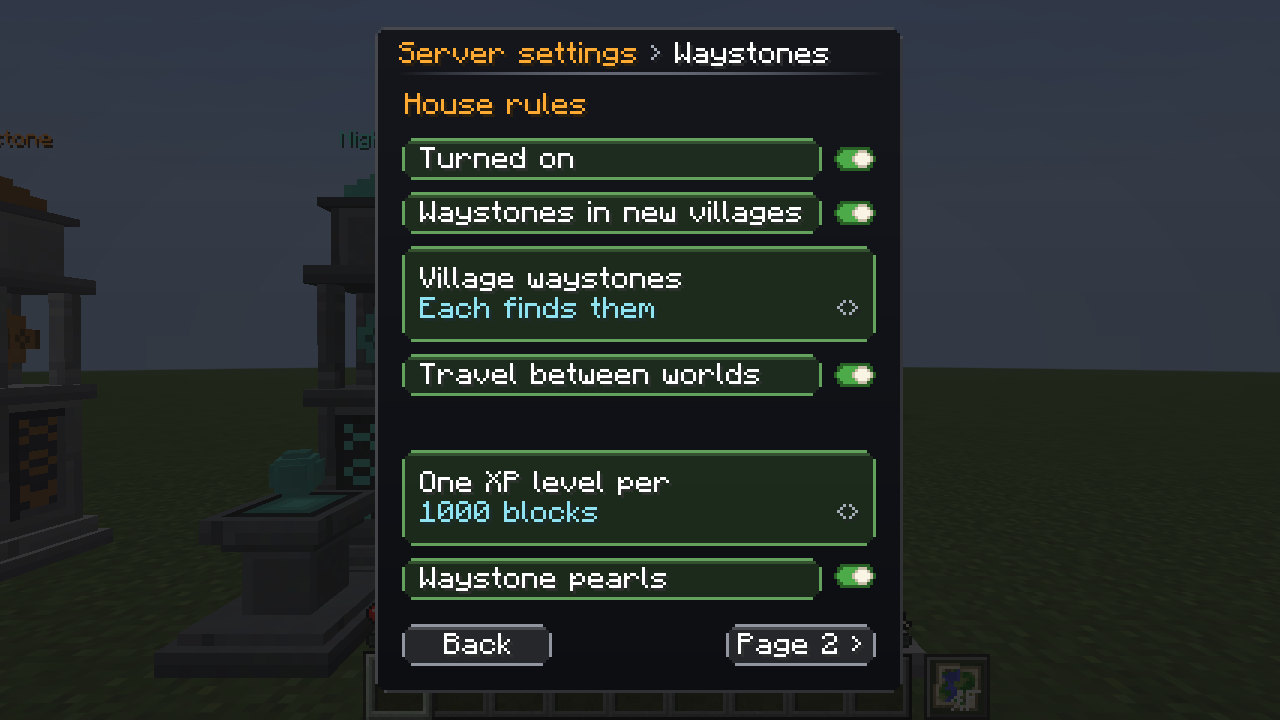 Server settings > Waystones
House rules
Turned on
Waystones in new villages
Village waystones
Each finds them
Travel between worlds
One XP level per
1000 blocks
Waystone pearls
Back
Page 2 >